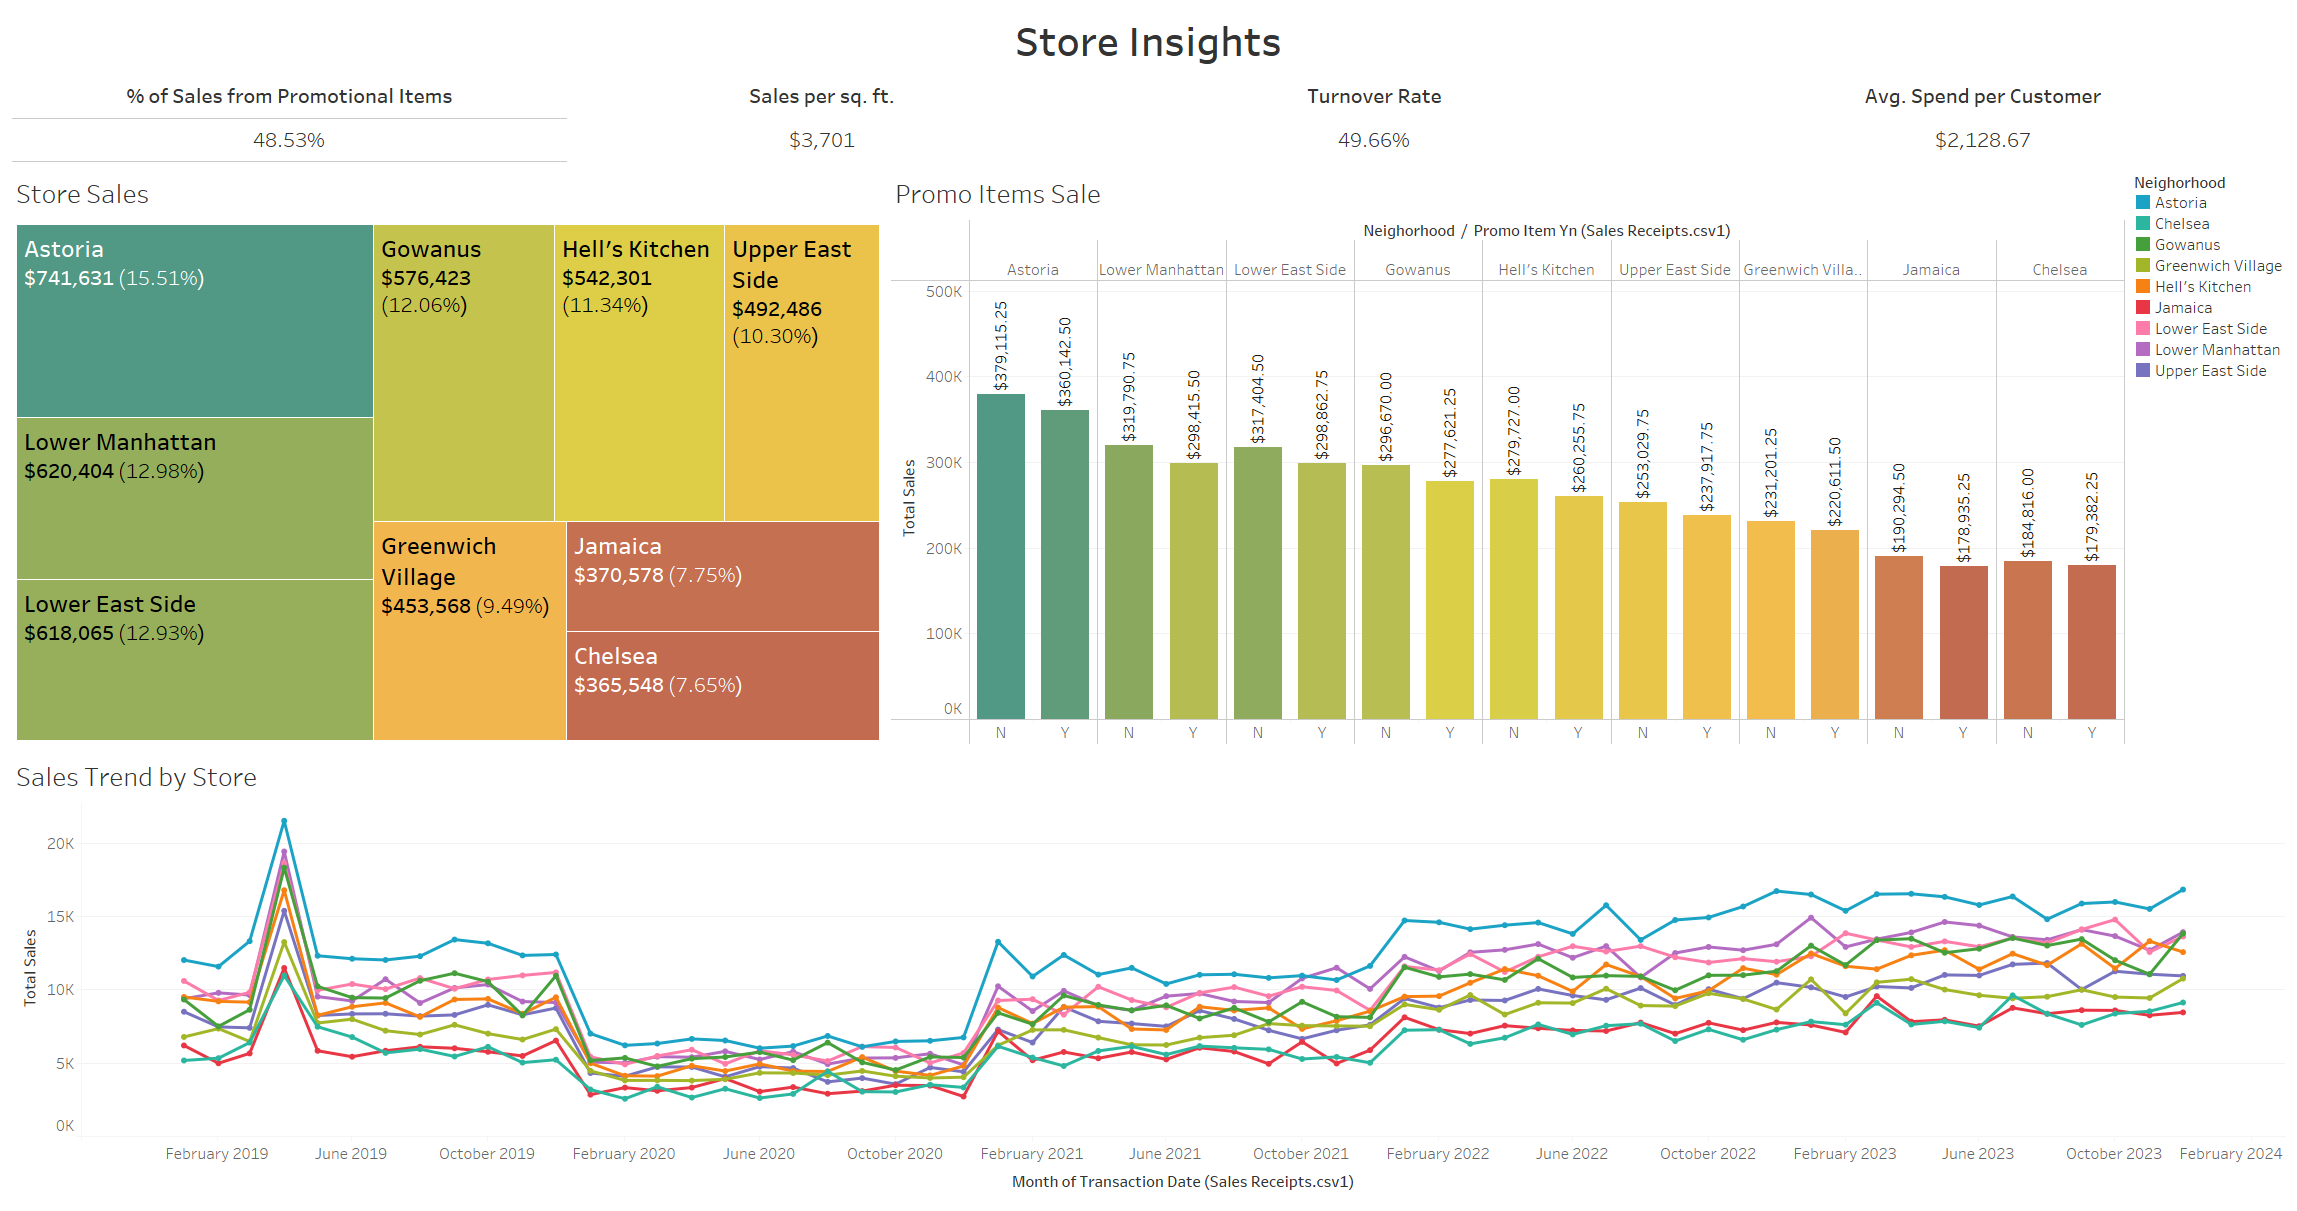 Store Insights
% of Sales from Promotional Items
Sales per sq. ft.
Turnover Rate
Avg. Spend per Customer
48.53%
$3,701
49.66%
$2,128.67
Store Sales
Astoria
$741,631 (15.51%)
Lower Manhattan
$620,404 (12.98%)
Lower East Side
$618,065 (12.93%)
Gowanus
$576,423
(12.06%)
Hell's Kitchen
$542,301
(11.34%)
Upper East
Side
$492,486
(10.30%)
Greenwich
Village
$453,568 (9.49%)
Jamaica
$370,578 (7.75%)
Chelsea
$365,548 (7.65%)
Promo Items Sale
Neighorhood / Promo Item Yn (Sales Receipts.csv1)
Astoria
Lower Manhattan
Lower East Side
Gowanus
Hell's Kitchen
Upper East Side
Greenwich Villa..
Jamaica
Chelsea
Total Sales
500K
400K
300K
200K
100K
0K
$379,115.25
$360,142.50
$319,790.75
$298,415.50
$317,404.50
$298,862.75
$296,670.00
$277,621.25
$279,727.00
$260,255.75
$253,029.75
$237,917.75
$231,201.25
$220,611.50
$190,294.50
$178,935.25
$184,816.00
$179,382.25
N Y N Y N Y N Y N Y N Y N Y N Y N Y
Neighorhood
Astoria
Chelsea
Gowanus
Greenwich Village
Hell's Kitchen
Jamaica
Lower East Side
Lower Manhattan
Upper East Side
Sales Trend by Store
Total Sales
20K
15K
10K
5K
0K
February 2019
June 2019
October 2019
February 2020
June 2020
October 2020
February 2021
June 2021
October 2021
February 2022
June 2022
October 2022
February 2023
June 2023
October 2023
February 2024
Month of Transaction Date (Sales Receipts.csv1)